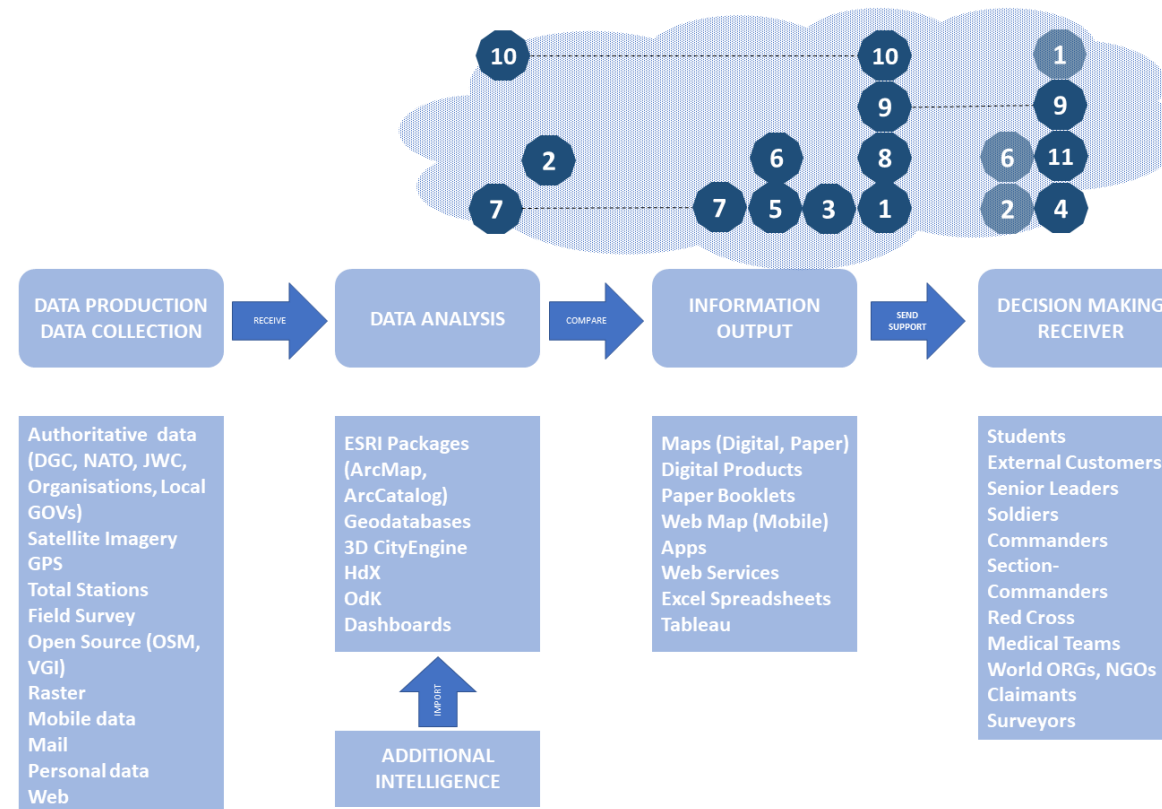 10
10
1
9
9
2
6
8
6
11
7
7
5
3
1
2
4
DATA PRODUCTION
DATA COLLECTION
RECEIVE
DATA ANALYSIS
COMPARE
INFORMATION
OUTPUT
SEND
SUPPORT
DECISION MAKING
RECEIVER
Authoritative data
(DGC, NATO, JWC,
Organisations, Local
GOVs)
Satellite Imagery
GPS
Total Stations
Field Survey
Open Source (OSM,
VGI)
Raster
Mobile data
Mail
Personal data
Web
ESRI Packages
(ArcMap,
ArcCatalog)
Geodatabases
3D CityEngine
HdX
OdK
Dashboards
IMPORT
ADDITIONAL
INTELLIGENCE
Maps (Digital, Paper)
Digital Products
Paper Booklets
Web Map (Mobile)
Apps
Web Services
Excel Spreadsheets
Tableau
Students
External Customers
Senior Leaders
Soldiers
Commanders
Section-
Commanders
Red Cross
Medical Teams
World ORGs, NGOs
Claimants
Surveyors